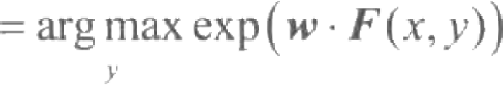 = arg max exp(w · F(x, y))
y